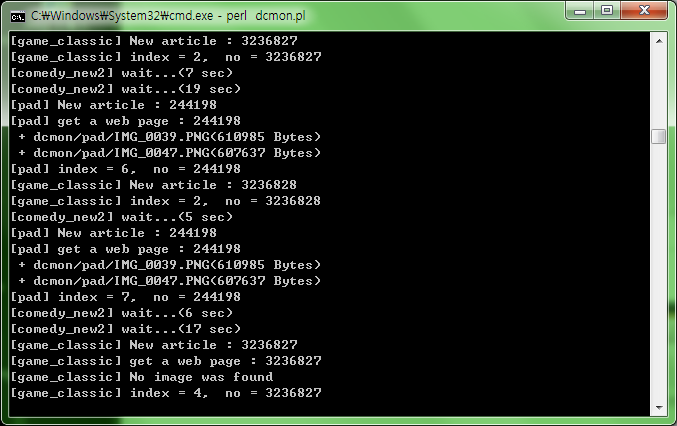 C:₩Windows₩System32₩cmd.exe - perl  dcmon.pl
[game_classic] New article : 3236827
[game_classic] index = 2,  no = 3236827
[comedy_new2] wait...(7 sec)
[comedy_new2] wait...(19 sec)
[pad] New article : 244198
[pad] get a web page : 244198
 + dcmon/pad/IMG_0039.PNG(610985 Bytes)
 + dcmon/pad/IMG_0047.PNG(607637 Bytes)
[pad] index = 6,  no = 244198
[game_classic] New article : 3236828
[game_classic] index = 2,  no = 3236828
[comedy_new2] wait...(5 sec)
[pad] New article : 244198
[pad] get a web page : 244198
 + dcmon/pad/IMG_0039.PNG(610985 Bytes)
 + dcmon/pad/IMG_0047.PNG(607637 Bytes)
[pad] index = 7,  no = 244198
[comedy_new2] wait...(6 sec)
[comedy_new2] wait...(17 sec)
[game_classic] New article : 3236827
[game_classic] get a web page : 3236827
[game_classic] No image was found
[game_classic] index = 4,  no = 3236827